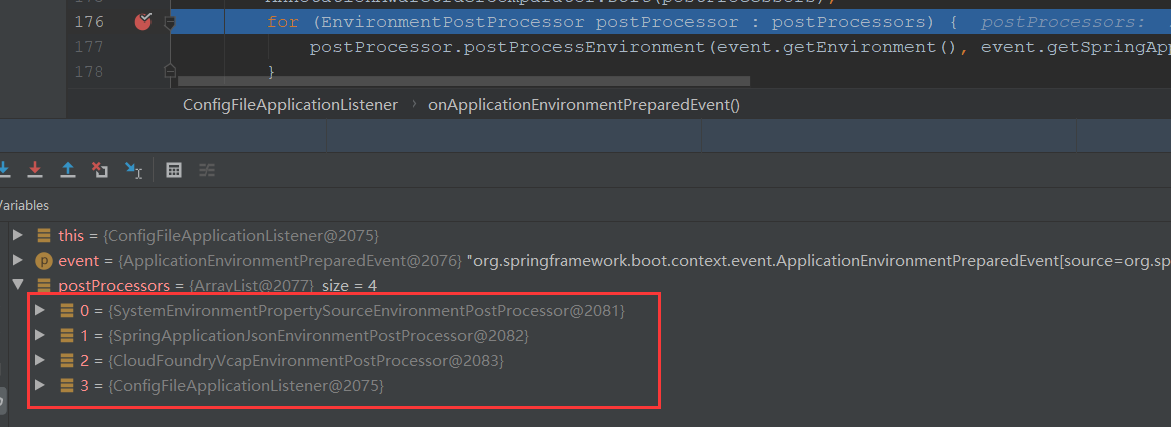 176 for (EnvironmentPostProcessor postProcessor : postProcessors) { postProcessors:
177 postProcessor.postProcessEnvironment(event.getEnvironment(), event.getSpringApp
178 }
ConfigFileApplicationListener › onApplicationEnvironmentPreparedEvent()
Variables
this = {ConfigFileApplicationListener@2075}
event = {ApplicationEnvironmentPreparedEvent@2076} "org.springframework.boot.context.event.ApplicationEnvironmentPreparedEvent[source=org.sp
postProcessors = {ArrayList@2077} size = 4
0 = {SystemEnvironmentPropertySourceEnvironmentPostProcessor@2081}
1 = {SpringApplicationJsonEnvironmentPostProcessor@2082}
2 = {CloudFoundryVcapEnvironmentPostProcessor@2083}
3 = {ConfigFileApplicationListener@2075}